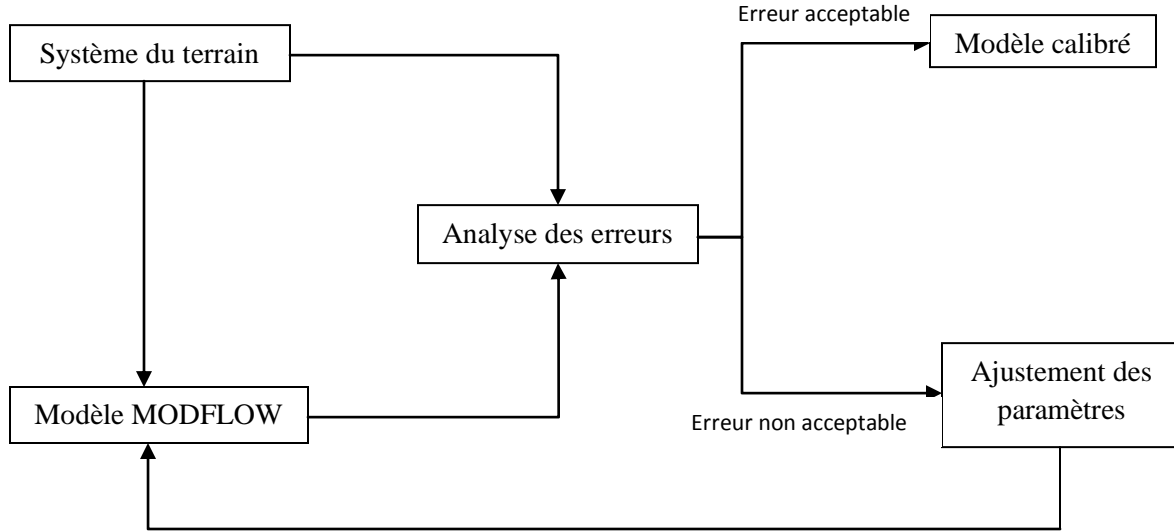 Erreur acceptable
Système du terrain
Modèle calibré
Analyse des erreurs
Ajustement des
paramètres
Modèle MODFLOW
Erreur non acceptable